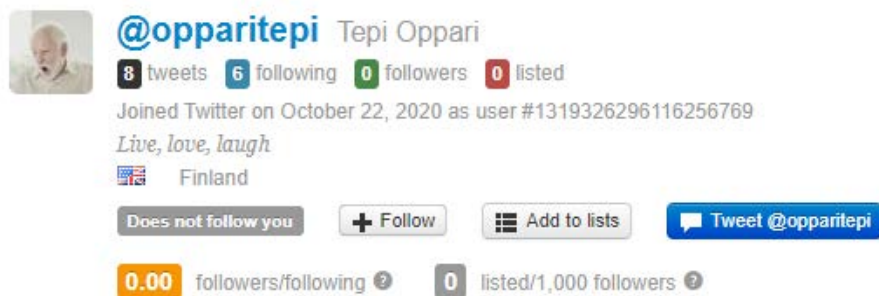 @opparitepi Tepi Oppari
8 tweets 6 following 0 followers 0 listed
Joined Twitter on October 22, 2020 as user #1319326296116256769
Live, love, laugh
Finland
Does not follow you + Follow Add to lists Tweet @opparitepi
0.00 followers/following ? 0 listed/1,000 followers ?